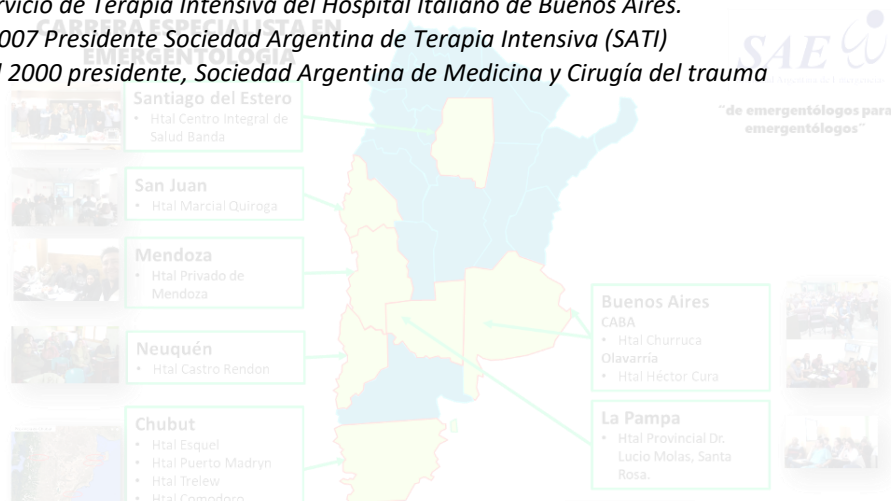 rvicio de Terapia Intensiva del Hospital Italiano de Buenos Aires.
007 Presidente Sociedad Argentina de Terapia Intensiva (SATI)
l 2000 presidente, Sociedad Argentina de Medicina y Cirugía del trauma
CARRERA ESPECIALISTA EN
EMERGENTOLOGIA
SAE
"de emergentólogos para
emergentólogos"
Santiago del Estero
• Htal Centro Integral de
Salud Banda
San Juan
• Htal Marcial Quiroga
Mendoza
• Htal Privado de
Mendoza
Neuquén
• Htal Castro Rendon
Chubut
• Htal Esquel
• Htal Puerto Madryn
• Htal Trelew
• Htal Comodoro
Buenos Aires
CABA
• Htal Churruca
Olavarría
• Htal Héctor Cura
La Pampa
• Htal Provincial Dr.
Lucio Molas, Santa
Rosa.